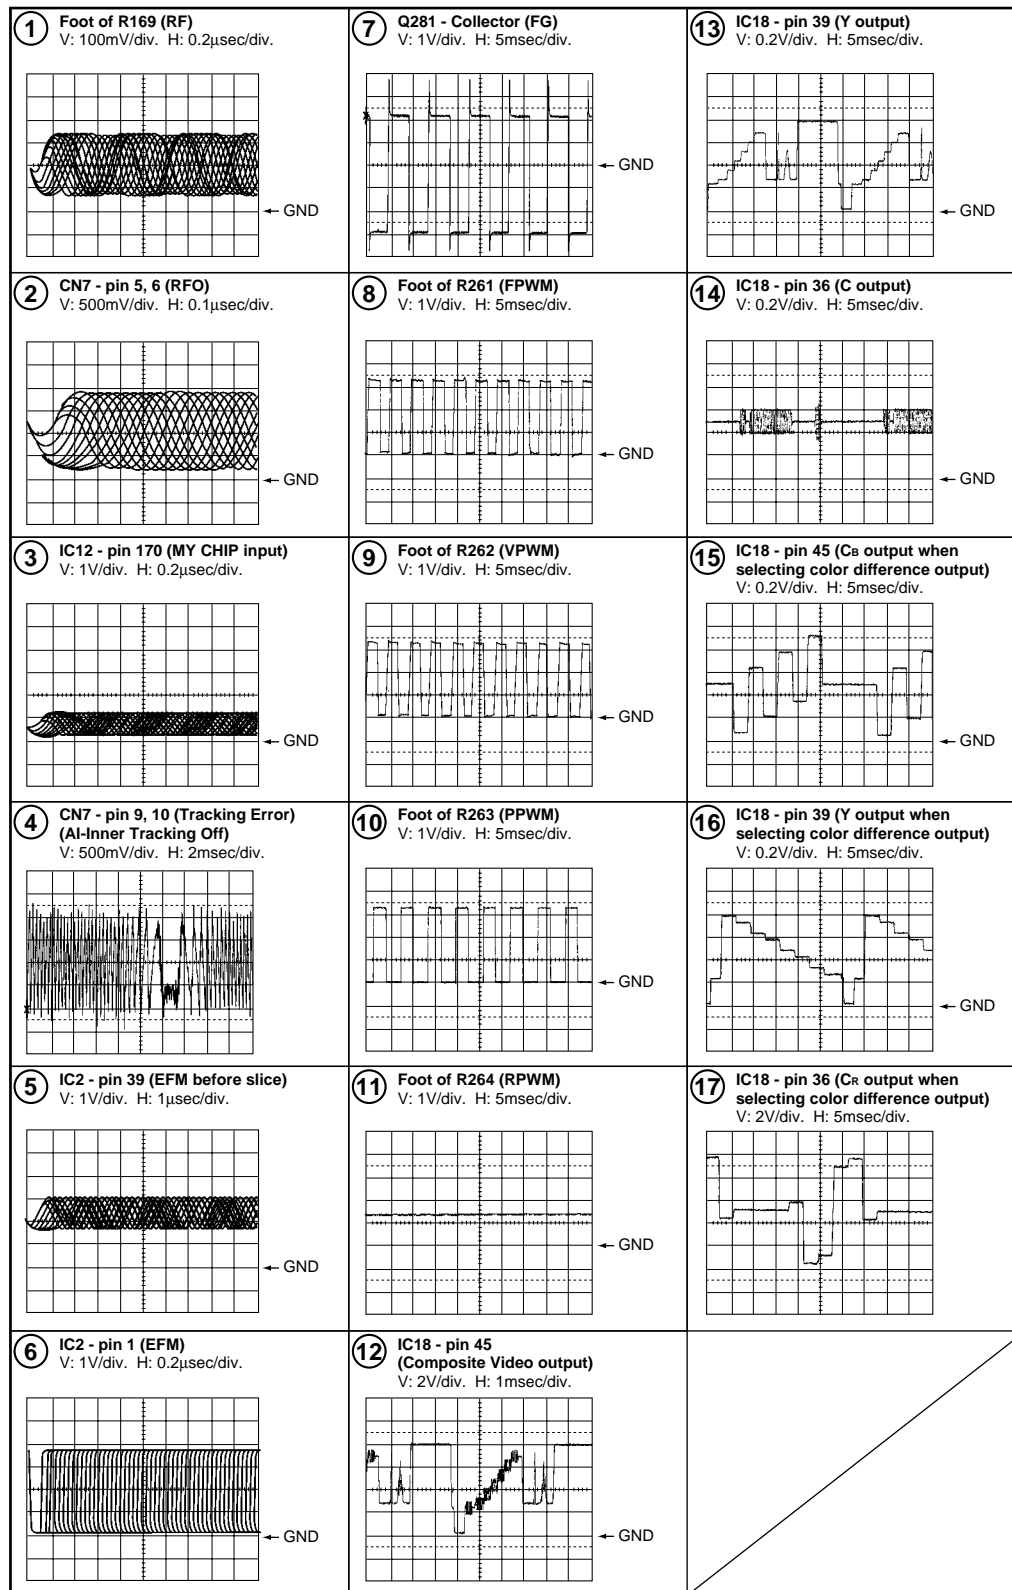 1 Foot of R169 (RF)
V: 100mV/div. H: 0.2μsec/div.
← GND
2 CN7 - pin 5, 6 (RFO)
V: 500mV/div. H: 0.1μsec/div.
← GND
3 IC12 - pin 170 (MY CHIP input)
V: 1V/div. H: 0.2μsec/div.
← GND
4 CN7 - pin 9, 10 (Tracking Error)
(AI-Inner Tracking Off)
V: 500mV/div. H: 2msec/div.
5 IC2 - pin 39 (EFM before slice)
V: 1V/div. H: 1μsec/div.
← GND
6 IC2 - pin 1 (EFM)
V: 1V/div. H: 0.2μsec/div.
← GND
7 Q281 - Collector (FG)
V: 1V/div. H: 5msec/div.
← GND
8 Foot of R261 (FPWM)
V: 1V/div. H: 5msec/div.
← GND
9 Foot of R262 (VPWM)
V: 1V/div. H: 5msec/div.
← GND
10 Foot of R263 (PPWM)
V: 1V/div. H: 5msec/div.
← GND
11 Foot of R264 (RPWM)
V: 1V/div. H: 5msec/div.
← GND
12 IC18 - pin 45
(Composite Video output)
V: 2V/div. H: 1msec/div.
← GND
13 IC18 - pin 39 (Y output)
V: 0.2V/div. H: 5msec/div.
← GND
14 IC18 - pin 36 (C output)
V: 0.2V/div. H: 5msec/div.
← GND
15 IC18 - pin 45 (CB output when
selecting color difference output)
V: 0.2V/div. H: 5msec/div.
← GND
16 IC18 - pin 39 (Y output when
selecting color difference output)
V: 0.2V/div. H: 5msec/div.
← GND
17 IC18 - pin 36 (CR output when
selecting color difference output)
V: 2V/div. H: 5msec/div.